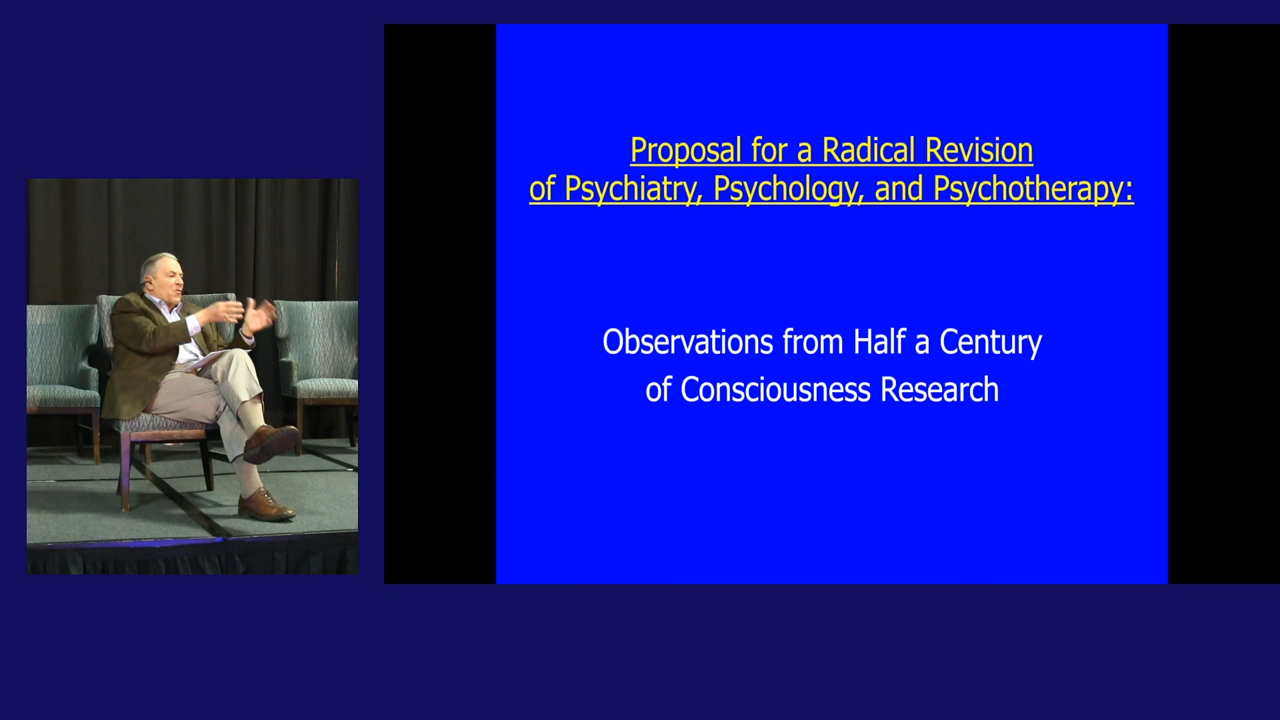 Proposal for a Radical Revision
of Psychiatry, Psychology, and Psychotherapy:
Observations from Half a Century
of Consciousness Research